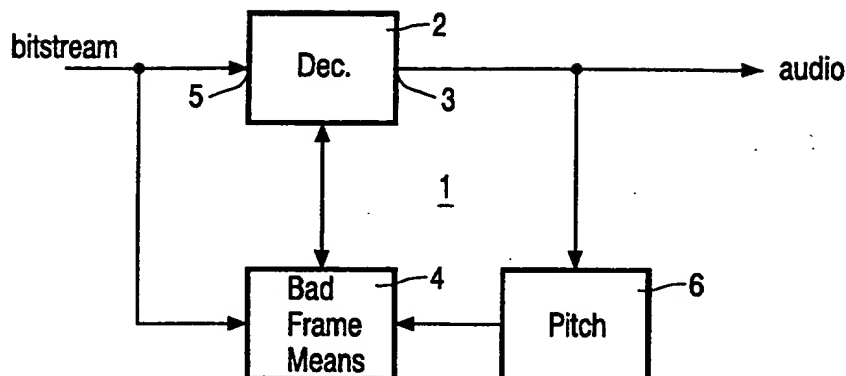 bitstream
2
Dec.
5
3
audio
1
Bad
Frame
Means
4
Pitch
6